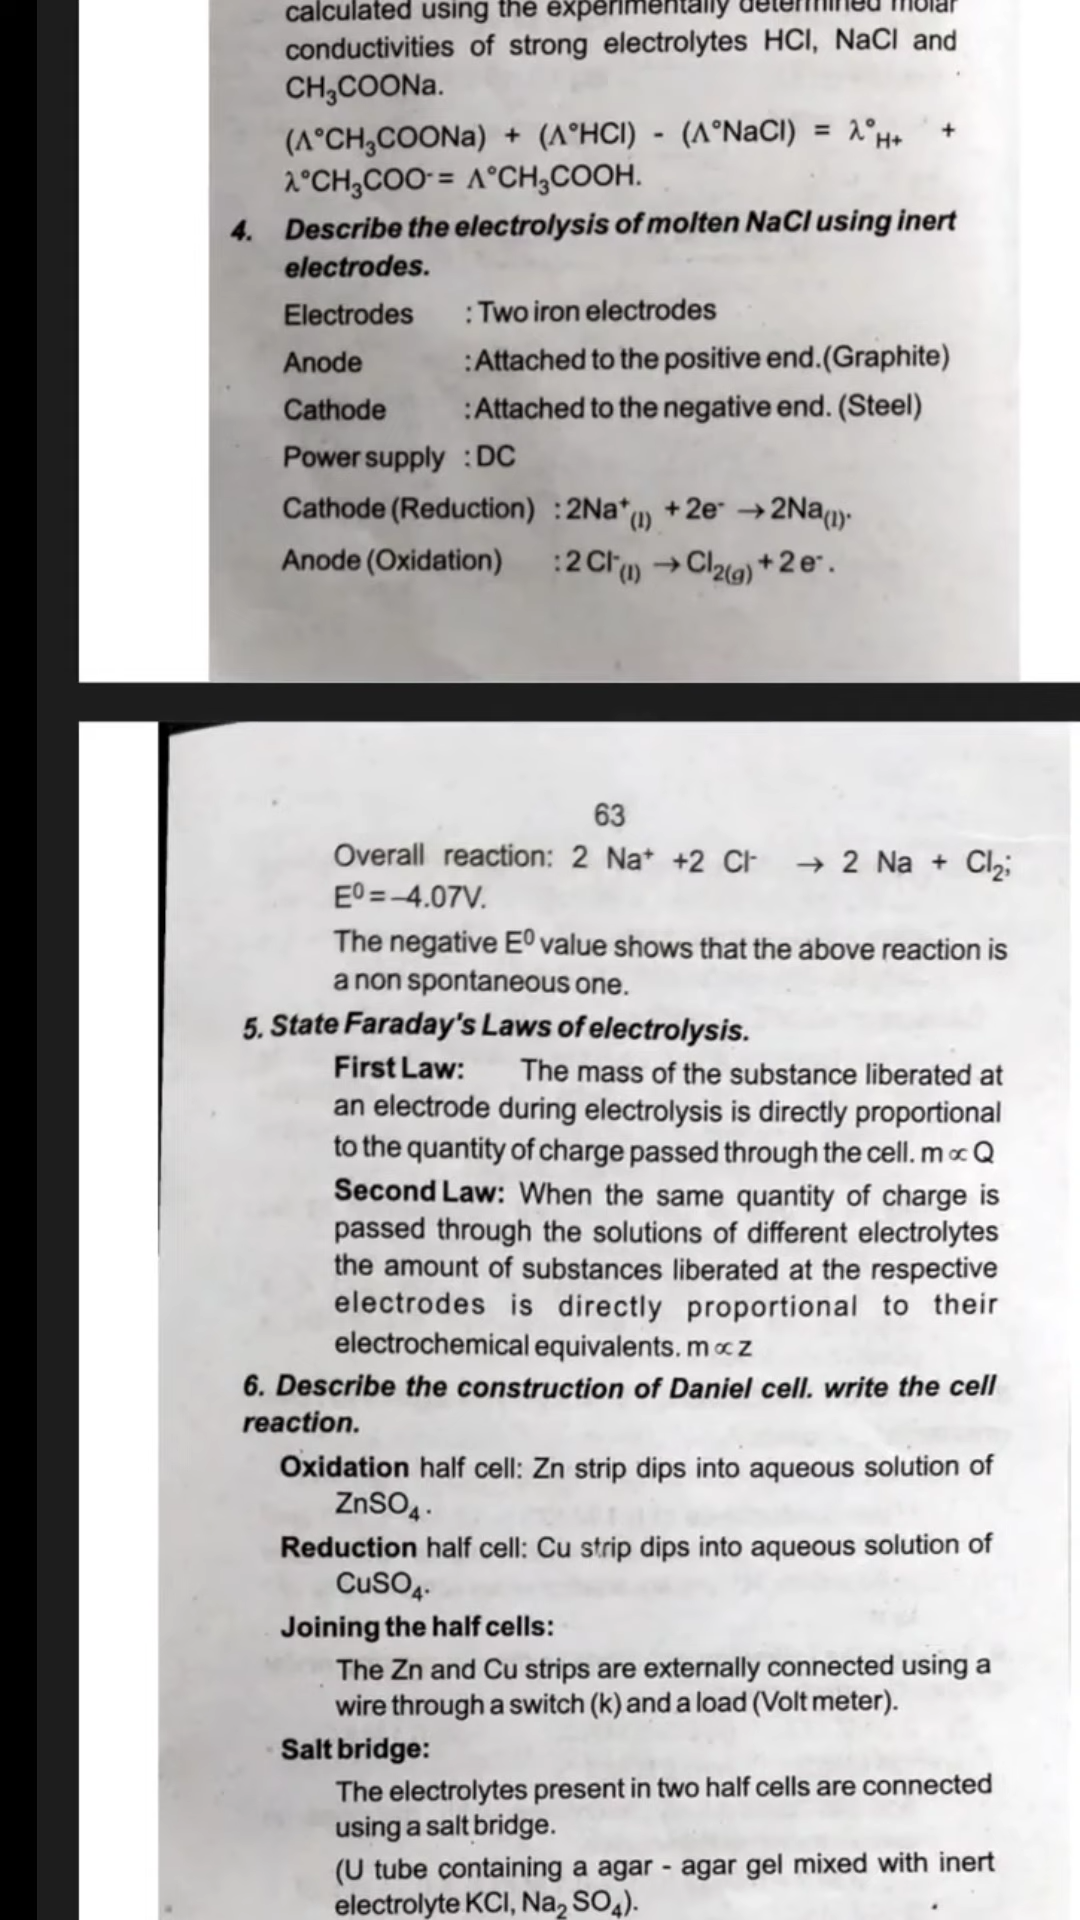 calculated using the experimentally determined molar
conductivities of strong electrolytes HCl, NaCl and
CH₃COONa.
(Λ°CH₃COONa) + (Λ°HCl) - (Λ°NaCl) = λ°H+ +
λ°CH₃COO⁻ = Λ°CH₃COOH.
4. Describe the electrolysis of molten NaCl using inert
electrodes.
Electrodes : Two iron electrodes
Anode : Attached to the positive end.(Graphite)
Cathode : Attached to the negative end. (Steel)
Power supply : DC
Cathode (Reduction) : 2Na⁺(l) + 2e⁻ → 2Na(l).
Anode (Oxidation) : 2 Cl⁻(l) → Cl₂(g) + 2 e⁻.
63
Overall reaction: 2 Na⁺ +2 Cl⁻ → 2 Na + Cl₂;
E⁰ = –4.07V.
The negative E⁰ value shows that the above reaction is
a non spontaneous one.
5. State Faraday's Laws of electrolysis.
First Law: The mass of the substance liberated at
an electrode during electrolysis is directly proportional
to the quantity of charge passed through the cell. m ∝ Q
Second Law: When the same quantity of charge is
passed through the solutions of different electrolytes
the amount of substances liberated at the respective
electrodes is directly proportional to their
electrochemical equivalents. m ∝ z
6. Describe the construction of Daniel cell. write the cell
reaction.
Oxidation half cell: Zn strip dips into aqueous solution of
ZnSO₄.
Reduction half cell: Cu strip dips into aqueous solution of
CuSO₄.
Joining the half cells:
The Zn and Cu strips are externally connected using a
wire through a switch (k) and a load (Volt meter).
Salt bridge:
The electrolytes present in two half cells are connected
using a salt bridge.
(U tube containing a agar - agar gel mixed with inert
electrolyte KCl, Na₂ SO₄).